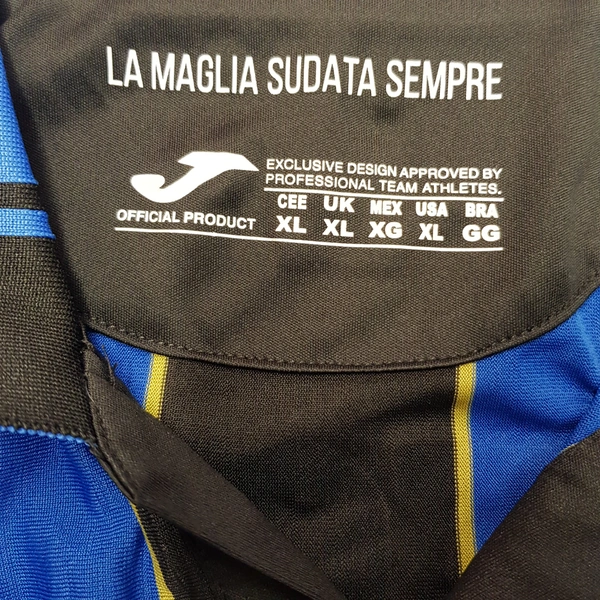 LA MAGLIA SUDATA SEMPRE
EXCLUSIVE DESIGN APPROVED BY
PROFESSIONAL TEAM ATHLETES.
OFFICIAL PRODUCT
CEE UK MEX USA BRA
XL XL XG XL GG